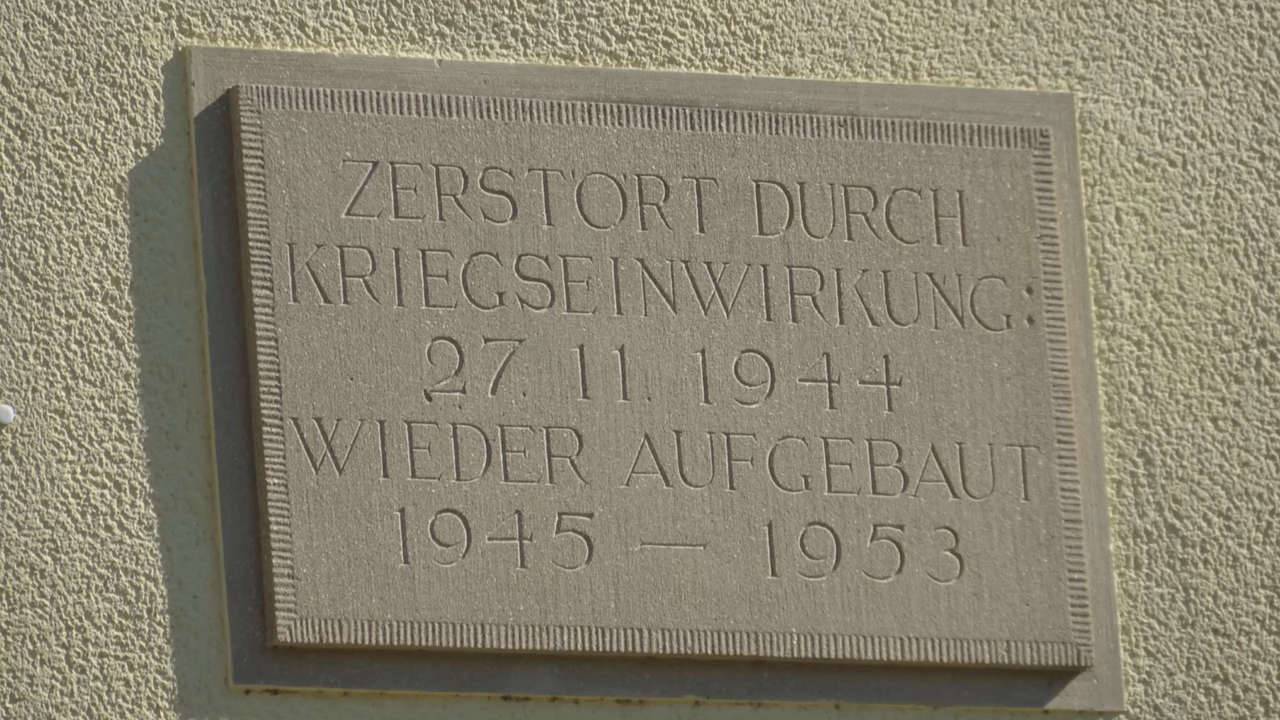 ZERSTÖRT DURCH
KRIEGSEINWIRKUNG:
27. 11. 1944
WIEDER AUFGEBAUT
1945 — 1953